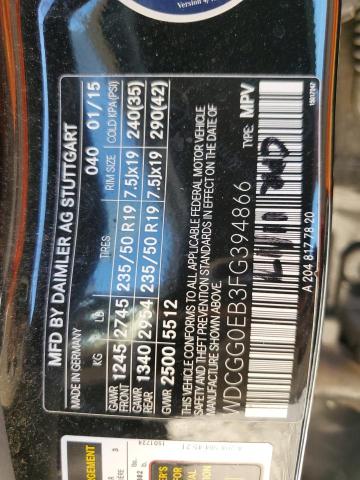 MFD BY DAIMLER AG STUTTGART
MADE IN GERMANY 040 01/15
KG LB TIRES RIM SIZE COLD KPA(PSI)
GAWR FRONT 1245 2745 235/50 R19 7.5Jx19 240(35)
GAWR REAR 1340 2954 235/50 R19 7.5Jx19 290(42)
GVWR 2500 5512
THIS VEHICLE CONFORMS TO ALL APPLICABLE FEDERAL MOTOR VEHICLE
SAFETY AND THEFT PREVENTION STANDARDS IN EFFECT ON THE DATE OF
MANUFACTURE SHOWN ABOVE.
TYPE: MPV
WDCGG0EB3FG394866
A 204 817 78 20